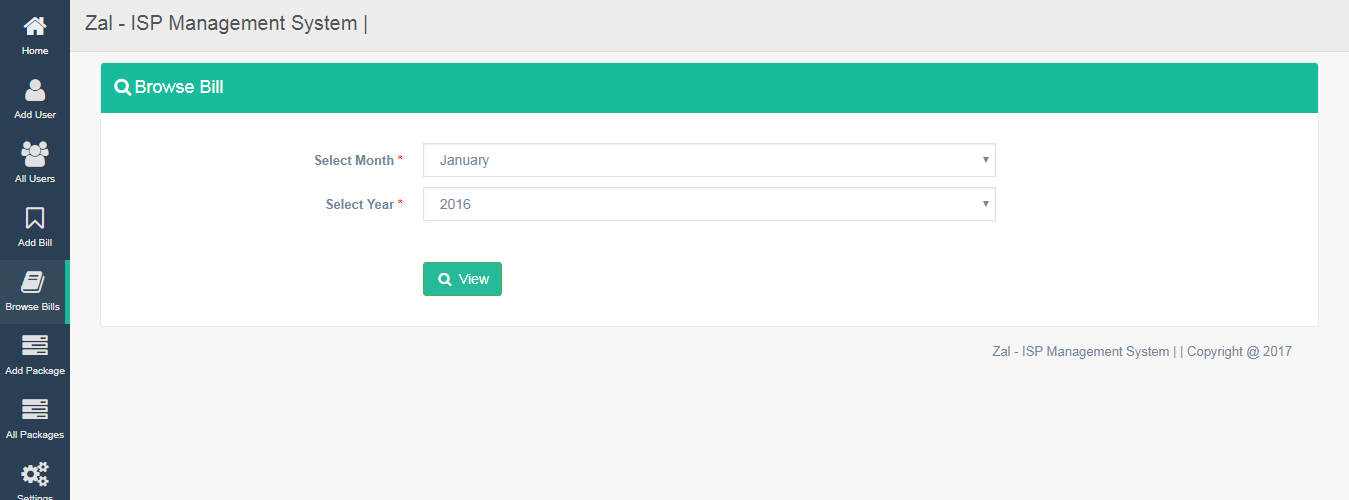 Zal - ISP Management System |
Home
Add User
All Users
Add Bill
Browse Bills
Add Package
All Packages
Settings
Browse Bill
Select Month * January
Select Year * 2016
View
Zal - ISP Management System | | Copyright @ 2017